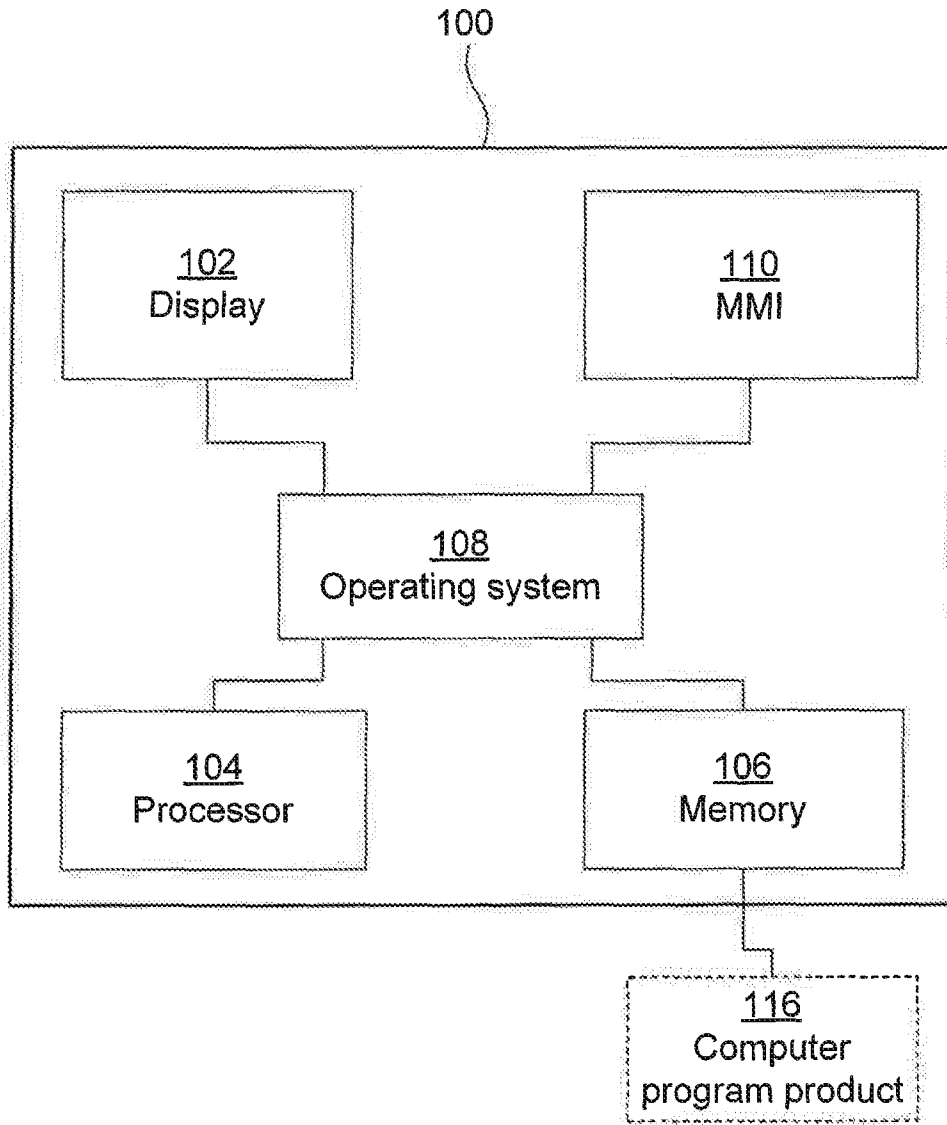 100
102
Display
110
MMI
108
Operating system
104
Processor
106
Memory
116
Computer
program product